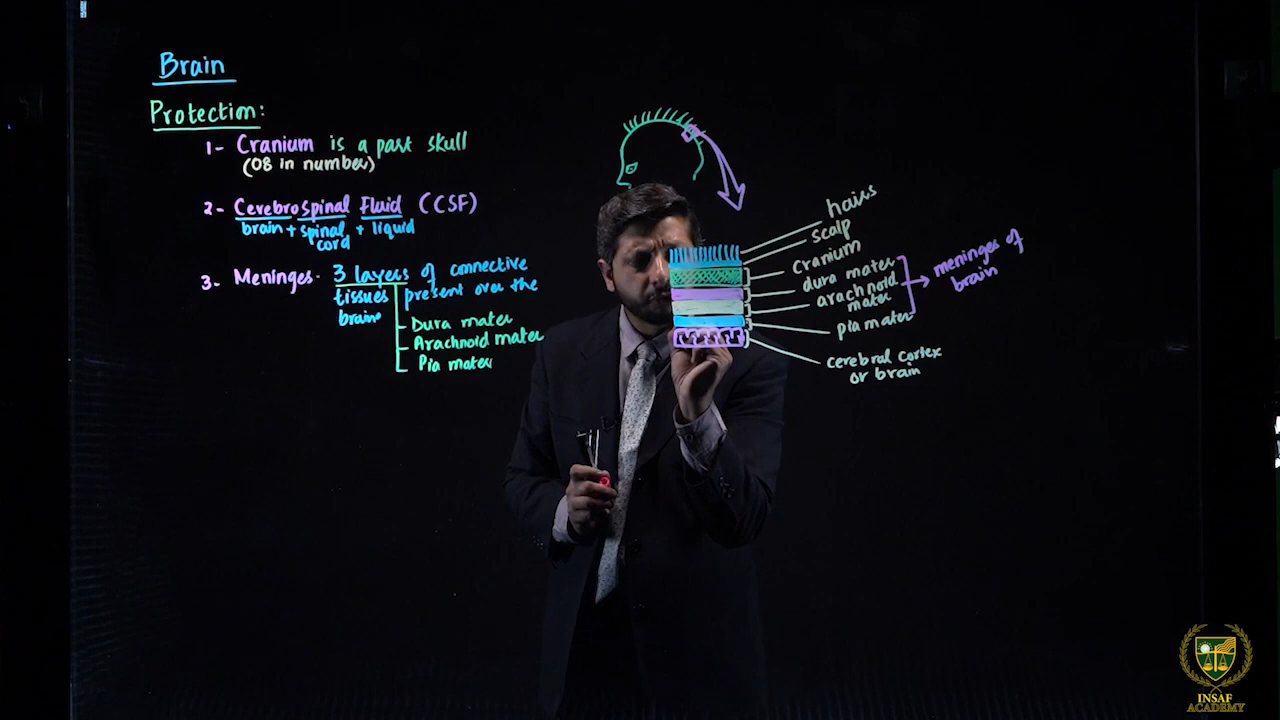 Brain
Protection:
1- Cranium is a part skull
(08 in number)
2- Cerebrospinal Fluid (CSF)
brain + spinal + liquid
cord
3- Meninges. 3 layers of connective
tissues present over the
brain
Dura mater
Arachnoid mater
Pia mater
hairs
scalp
cranium
dura mater
arachnoid
mater
pia mater
meninges of
brain
cerebral cortex
or brain
INSAF
ACADEMY